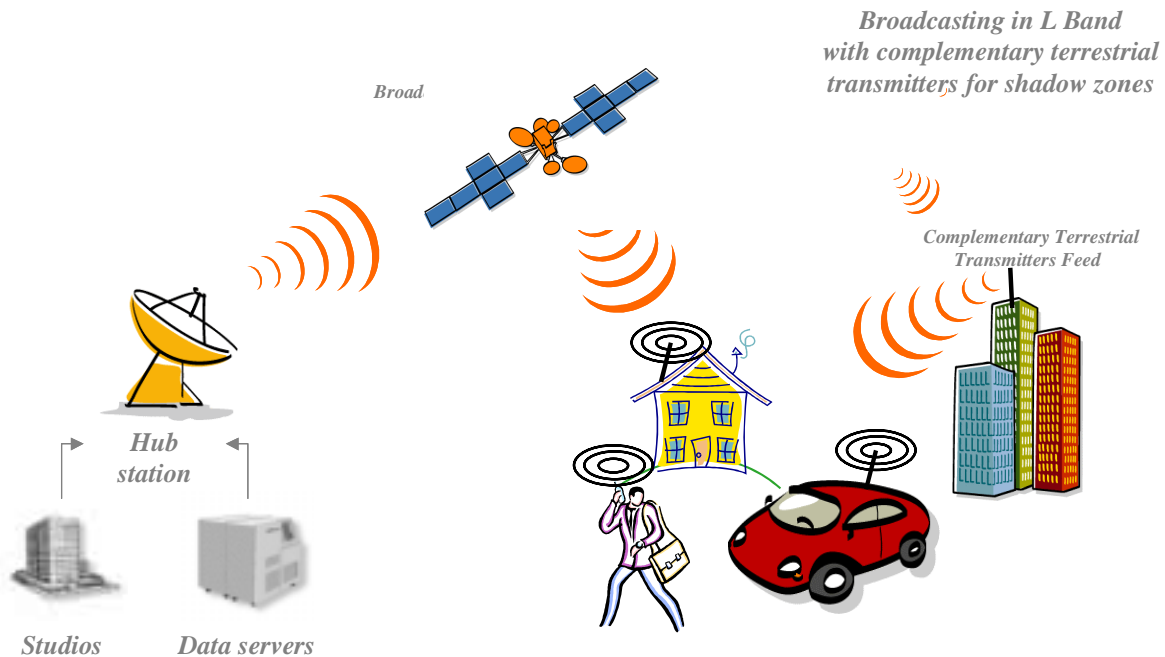 Broadcasting in L Band
with complementary terrestrial
transmitters for shadow zones
Broad
Complementary Terrestrial
Transmitters Feed
Hub
station
Studios
Data servers